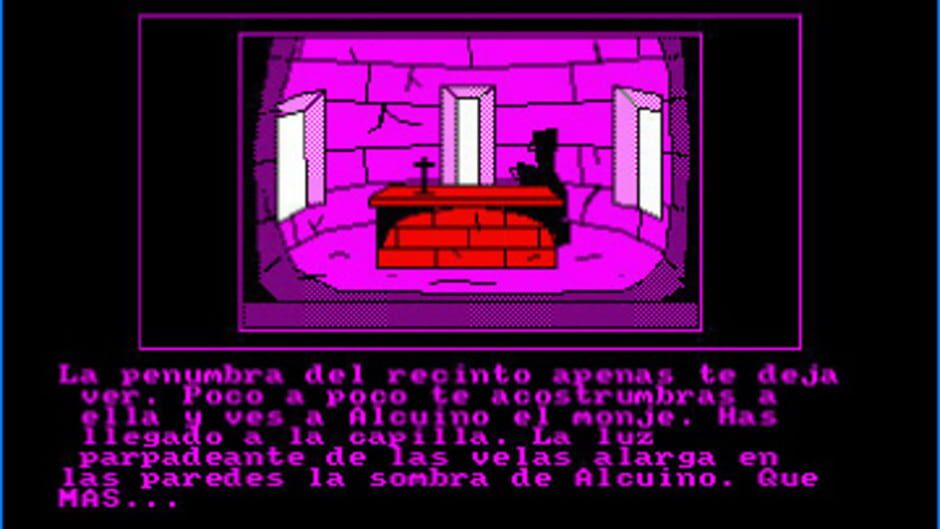 La penumbra del recinto apenas te deja
ver. Poco a poco te acostrumbras a
ella y ves a Alcuino el monje. Has
llegado a la capilla. La luz
parpadeante de las velas alarga en
las paredes la sombra de Alcuino. Que
MAS...